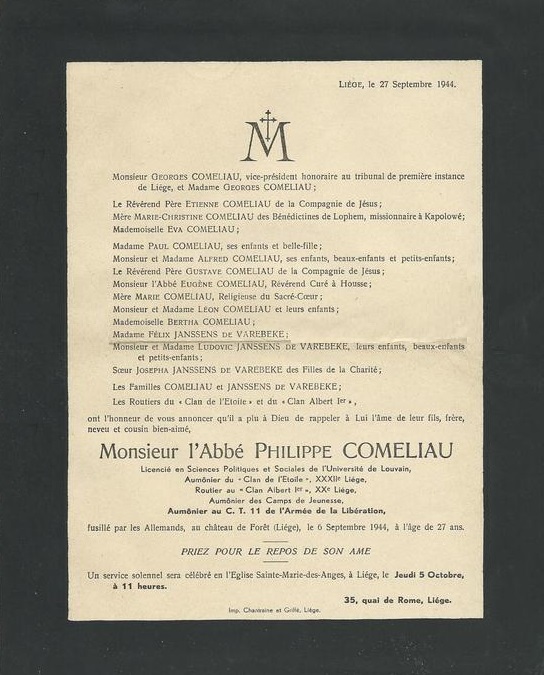 LIÉGE, le 27 Septembre 1944.
M
Monsieur GEORGES COMELIAU, vice-président honoraire au tribunal de première instance
de Liége, et Madame GEORGES COMELIAU ;
Le Révérend Père ETIENNE COMELIAU de la Compagnie de Jésus ;
Mère MARIE-CHRISTINE COMELIAU des Bénédictines de Lophem, missionnaire à Kapolowé;
Mademoiselle EVA COMELIAU ;
Madame PAUL COMELIAU, ses enfants et belle-fille ;
Monsieur et Madame ALFRED COMELIAU, ses enfants, beaux-enfants et petits-enfants ;
Le Révérend Père GUSTAVE COMELIAU de la Compagnie de Jésus ;
Monsieur l'Abbé EUGÈNE COMELIAU, Révérend Curé à Housse ;
Mère MARIE COMELIAU, Religieuse du Sacré-Cœur ;
Monsieur et Madame LEON COMELIAU et leurs enfants ;
Mademoiselle BERTHA COMELIAU ;
Madame FÉLIX JANSSENS DE VAREBEKE ;
Monsieur et Madame LUDOVIC JANSSENS DE VAREBEKE, leurs enfants, beaux-enfants
et petits-enfants ;
Sœur JOSEPHA JANSSENS DE VAREBEKE des Filles de la Charité ;
Les Familles COMELIAU et JANSSENS DE VAREBEKE ;
Les Routiers du « Clan de l'Etoile » et du « Clan Albert Ier »,
ont l'honneur de vous annoncer qu'il a plu à Dieu de rappeler à Lui l'âme de leur fils, frère,
neveu et cousin bien-aimé,
Monsieur l'Abbé PHILIPPE COMELIAU
Licencié en Sciences Politiques et Sociales de l'Université de Louvain,
Aumônier du « Clan de l'Etoile », XXXIIe Liége,
Routier au « Clan Albert Ier », XXe Liége,
Aumônier des Camps de Jeunesse,
Aumônier au C. T. 11 de l'Armée de la Libération,
fusillé par les Allemands, au château de Forêt (Liége), le 6 Septembre 1944, à l'âge de 27 ans.
PRIEZ POUR LE REPOS DE SON AME
Un service solennel sera célébré en l'Eglise Sainte-Marie-des-Anges, à Liége, le Jeudi 5 Octobre,
à 11 heures.
35, quai de Rome, Liége.
Imp. Chantraine et Grillé, Liége.